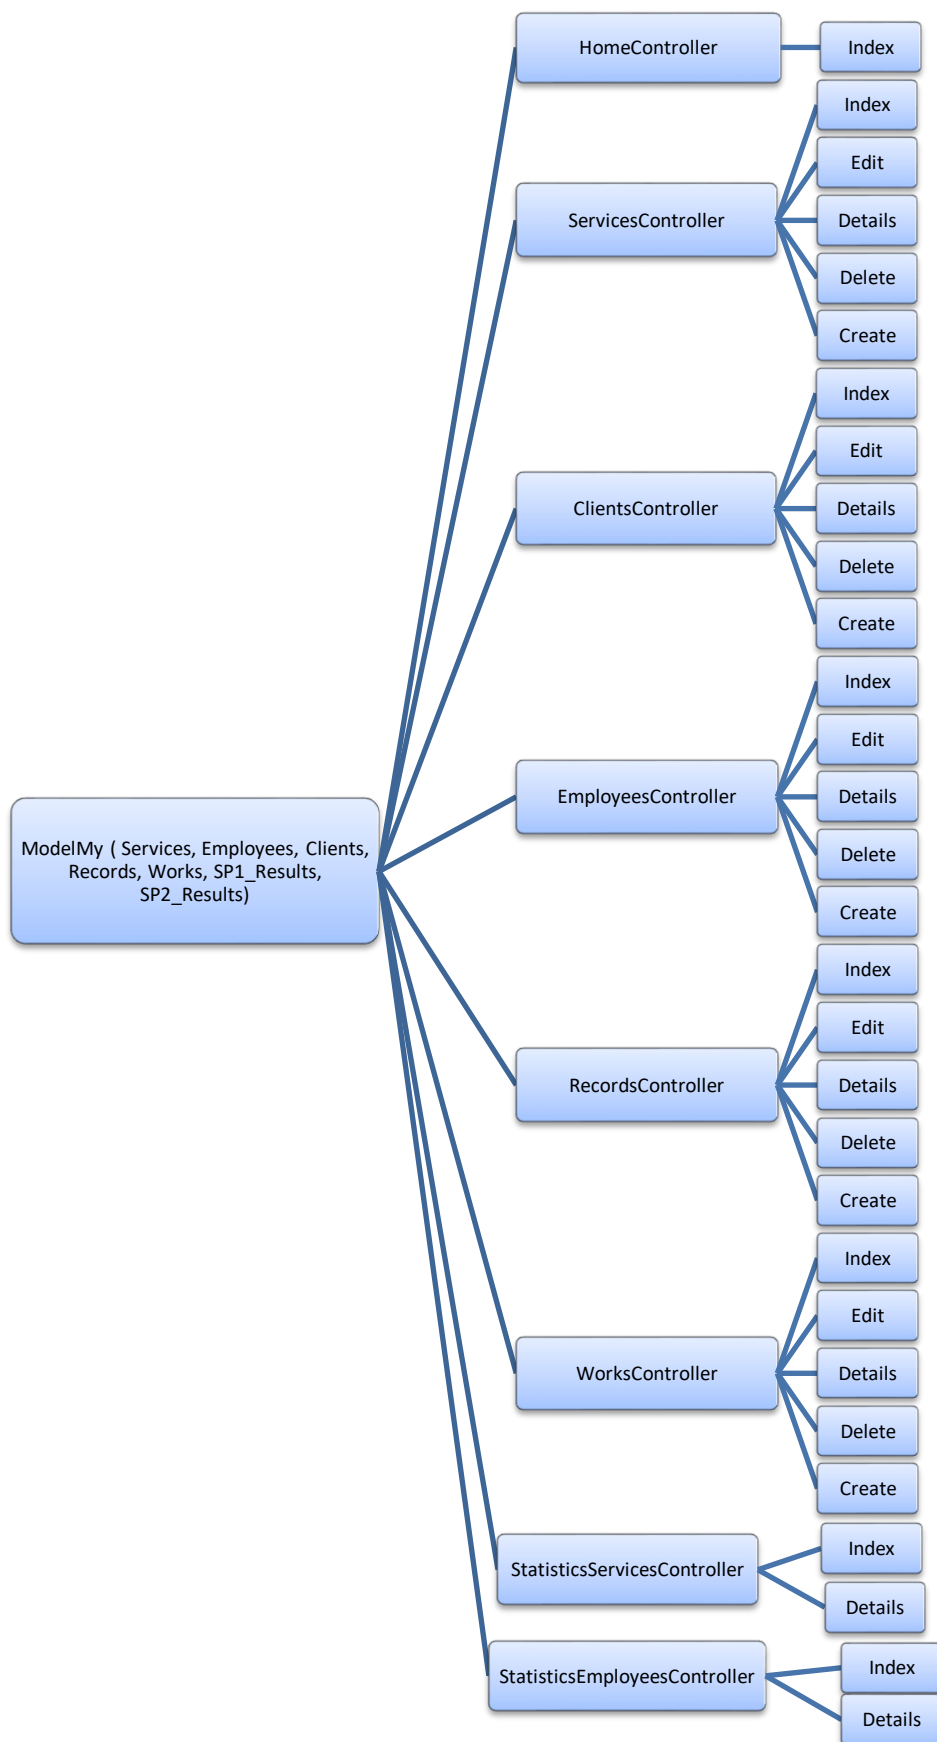 ModelMy ( Services, Employees, Clients,
Records, Works, SP1_Results,
SP2_Results)
HomeController
Index
ServicesController
Index
Edit
Details
Delete
Create
ClientsController
Index
Edit
Details
Delete
Create
EmployeesController
Index
Edit
Details
Delete
Create
RecordsController
Index
Edit
Details
Delete
Create
WorksController
Index
Edit
Details
Delete
Create
StatisticsServicesController
Index
Details
StatisticsEmployeesController
Index
Details